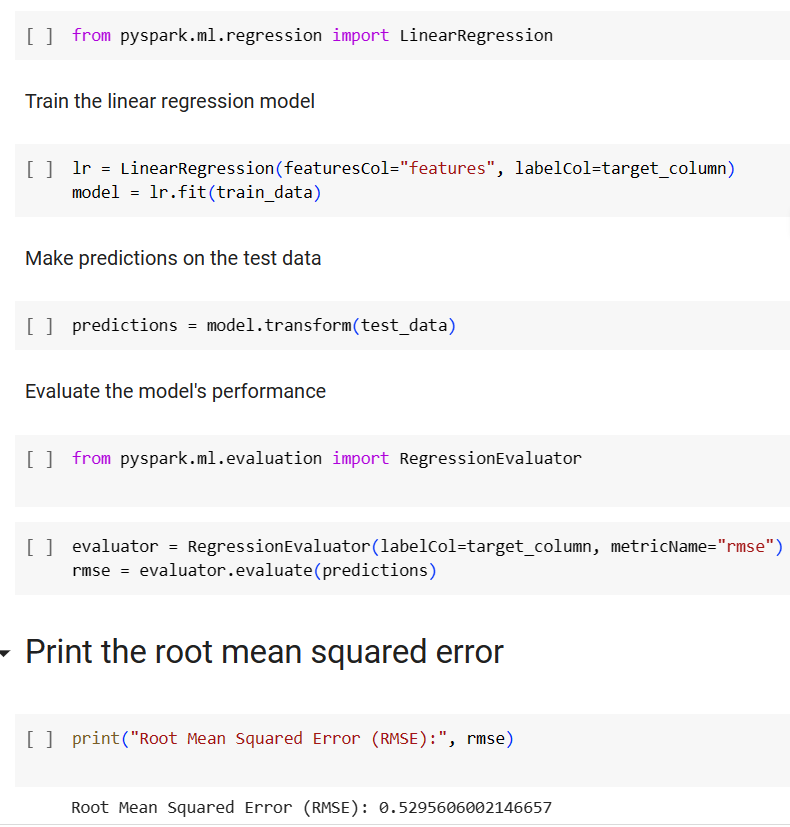 [ ] from pyspark.ml.regression import LinearRegression
Train the linear regression model
[ ] lr = LinearRegression(featuresCol="features", labelCol=target_column)
model = lr.fit(train_data)
Make predictions on the test data
[ ] predictions = model.transform(test_data)
Evaluate the model's performance
[ ] from pyspark.ml.evaluation import RegressionEvaluator
[ ] evaluator = RegressionEvaluator(labelCol=target_column, metricName="rmse")
rmse = evaluator.evaluate(predictions)
Print the root mean squared error
[ ] print("Root Mean Squared Error (RMSE):", rmse)
Root Mean Squared Error (RMSE): 0.5295606002146657